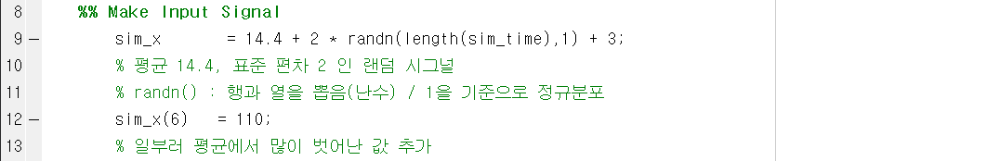 8 %% Make Input Signal
9 – sim_x = 14.4 + 2 * randn(length(sim_time),1) + 3;
10 % 평균 14.4, 표준 편차 2 인 랜덤 시그널
11 % randn() : 행과 열을 뽑음(난수) / 1을 기준으로 정규분포
12 – sim_x(6) = 110;
13 % 일부러 평균에서 많이 벗어난 값 추가